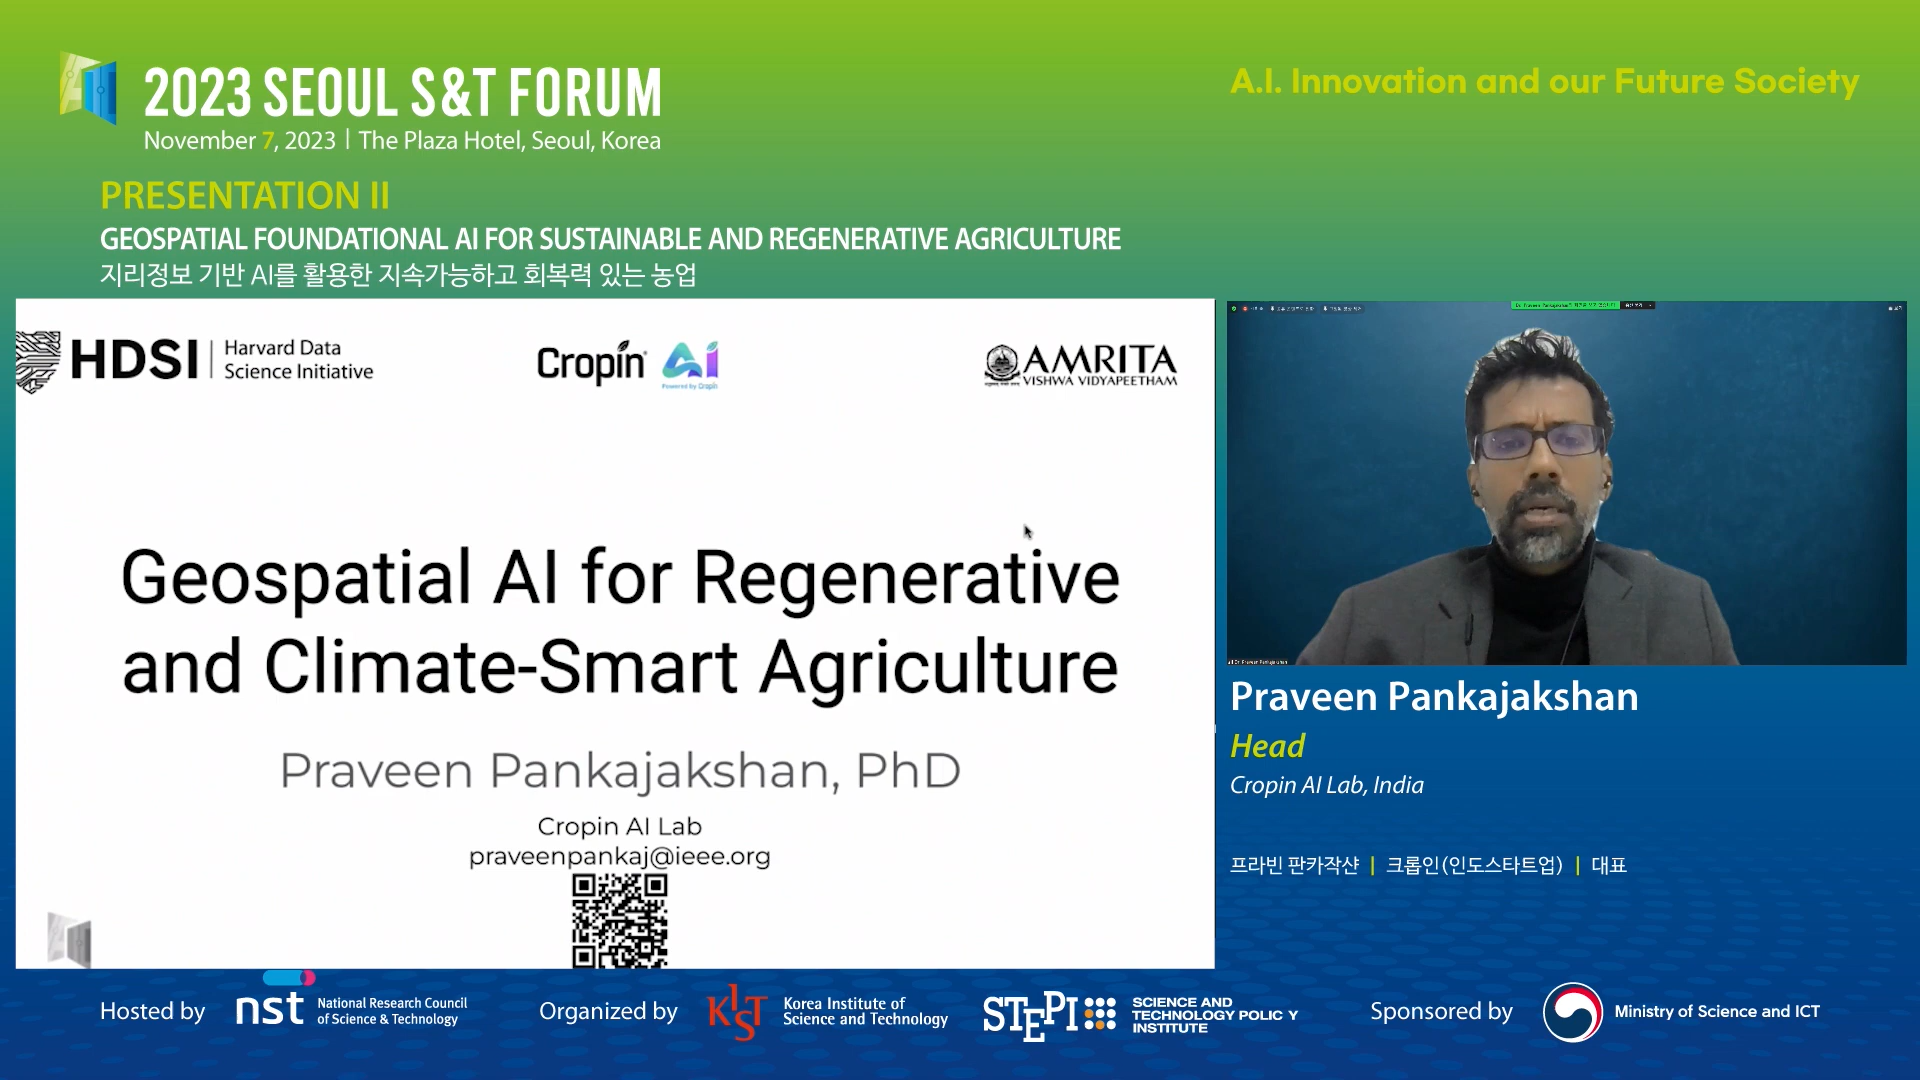 2023 SEOUL S&T FORUM
November 7, 2023 | The Plaza Hotel, Seoul, Korea
A.I. Innovation and our Future Society
PRESENTATION II
GEOSPATIAL FOUNDATIONAL AI FOR SUSTAINABLE AND REGENERATIVE AGRICULTURE
지리정보 기반 AI를 활용한 지속가능하고 회복력 있는 농업
HDSI | Harvard Data
Science Initiative
Cropin Ai
Powered by Cropin
AMRITA
VISHWA VIDYAPEETHAM
Geospatial AI for Regenerative
and Climate-Smart Agriculture
Praveen Pankajakshan, PhD
Cropin AI Lab
praveenpankaj@ieee.org
Dr. Praveen Pankajakshan
Praveen Pankajakshan
Head
Cropin AI Lab, India
프라빈 판카작샨 | 크롭인(인도스타트업) | 대표
Hosted by
nst National Research Council
of Science & Technology
Organized by
KIST Korea Institute of
Science and Technology
STEPI SCIENCE AND
TECHNOLOGY POLIC Y
INSTITUTE
Sponsored by
Ministry of Science and ICT